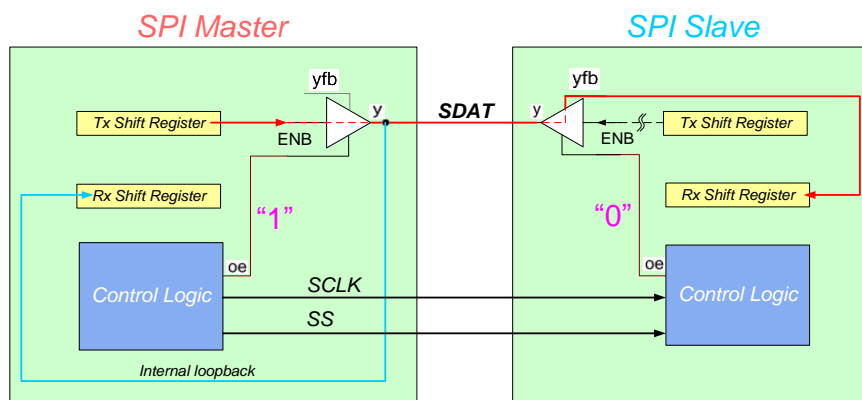 SPI Master
SPI Slave
yfb
yfb
y
SDAT
y
Tx Shift Register
ENB
ENB
Tx Shift Register
Rx Shift Register
Rx Shift Register
“1”
“0”
oe
oe
Control Logic
SCLK
Control Logic
SS
Internal loopback